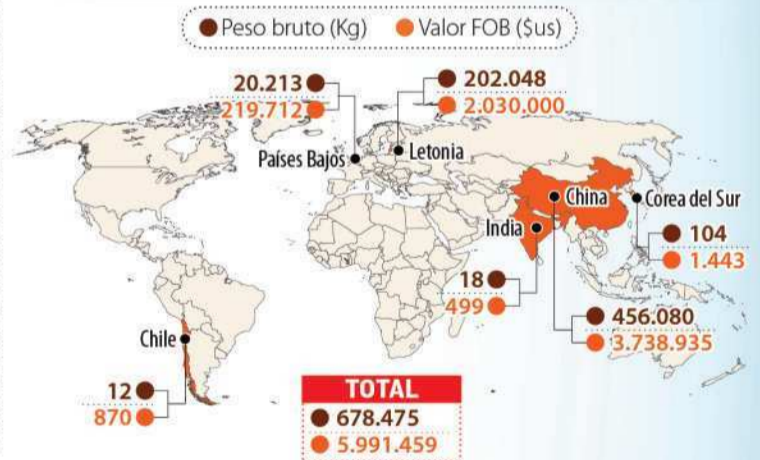 Peso bruto (Kg) Valor FOB ($us)
20.213
219.712
Países Bajos
202.048
2.030.000
Letonia
China
Corea del Sur
104
1.443
India
18
499
456.080
3.738.935
Chile
12
870
TOTAL
678.475
5.991.459